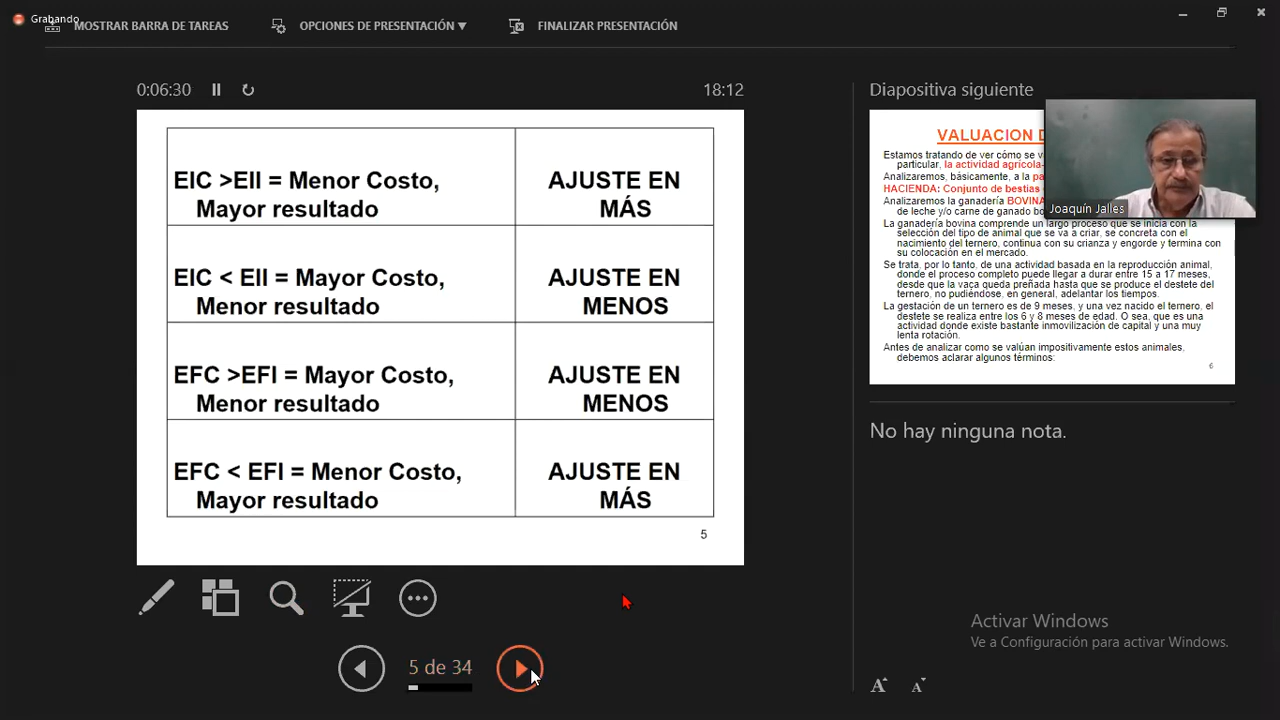 Grabando
MOSTRAR BARRA DE TAREAS
OPCIONES DE PRESENTACIÓN ▼
FINALIZAR PRESENTACIÓN
0:06:30
18:12
EIC >EII = Menor Costo,
Mayor resultado
AJUSTE EN
MÁS
EIC < EII = Mayor Costo,
Menor resultado
AJUSTE EN
MENOS
EFC >EFI = Mayor Costo,
Menor resultado
AJUSTE EN
MENOS
EFC < EFI = Menor Costo,
Mayor resultado
AJUSTE EN
MÁS
5
5 de 34
Diapositiva siguiente
VALUACION D
Estamos tratando de ver cómo se v
particular, la actividad agrícola-
Analizaremos, básicamente, a la pa
HACIENDA: Conjunto de bestias
Analizaremos la ganadería BOVINA
de leche y/o carne de ganado bo
La ganadería bovina comprende un largo proceso que se inicia con la
selección del tipo de animal que se va a criar, se concreta con el
nacimiento del ternero, continua con su crianza y engorde y termina con
su colocación en el mercado.
Se trata, por lo tanto, de una actividad basada en la reproducción animal,
donde el proceso completo puede llegar a durar entre 15 a 17 meses,
desde que la vaca queda preñada hasta que se produce el destete del
ternero, no pudiéndose, en general, adelantar los tiempos.
La gestación de un ternero es de 9 meses, y una vez nacido el ternero, el
destete se realiza entre los 6 y 8 meses de edad. O sea, que es una
actividad donde existe bastante inmovilización de capital y una muy
lenta rotación.
Antes de analizar como se valúan impositivamente estos animales,
debemos aclarar algunos términos:
6
Joaquín Jalles
No hay ninguna nota.
Activar Windows
Ve a Configuración para activar Windows.
A A